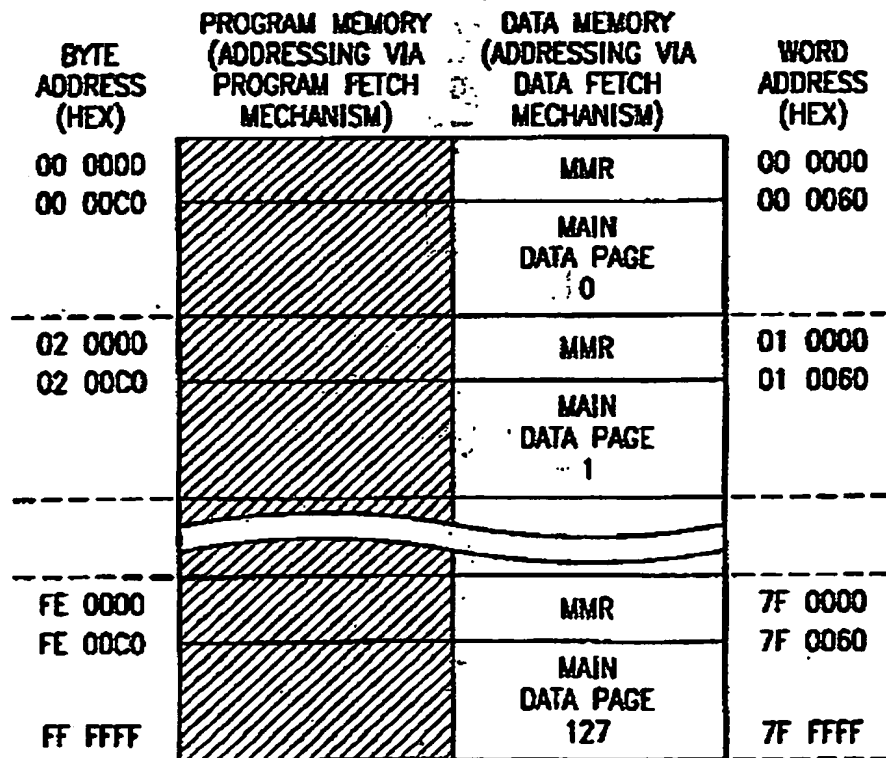 BYTE
ADDRESS
(HEX)
PROGRAM MEMORY
(ADDRESSING VIA
PROGRAM FETCH
MECHANISM)
DATA MEMORY
(ADDRESSING VIA
DATA FETCH
MECHANISM)
WORD
ADDRESS
(HEX)
00 0000
MMR
00 0000
00 00C0
00 0060
MAIN
DATA PAGE
0
02 0000
MMR
01 0000
02 00C0
01 0060
MAIN
DATA PAGE
1
FE 0000
MMR
7F 0000
FE 00C0
7F 0060
MAIN
DATA PAGE
127
FF FFFF
7F FFFF